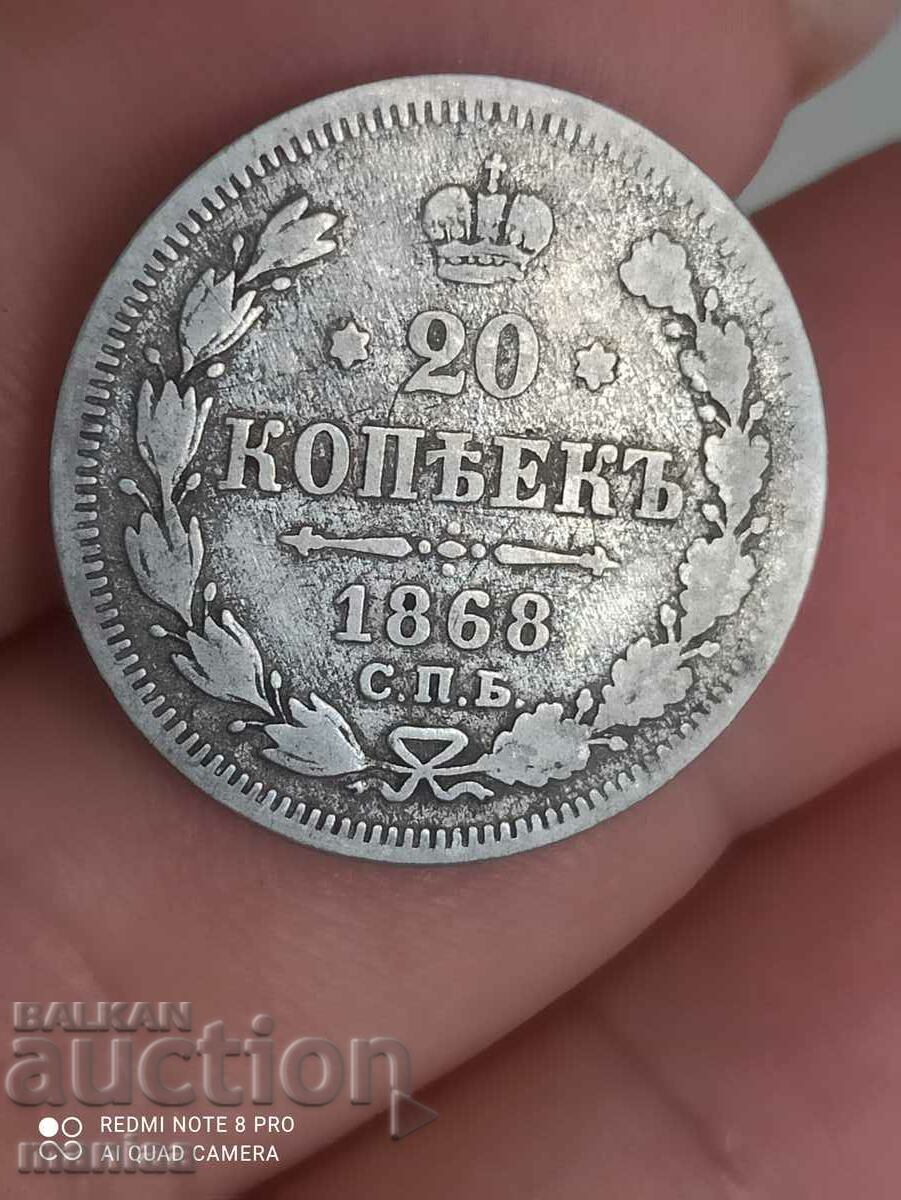 20
КОПѢЕКЪ
1868
С.П.Б.
BALKAN
auction
REDMI NOTE 8 PRO
AI QUAD CAMERA